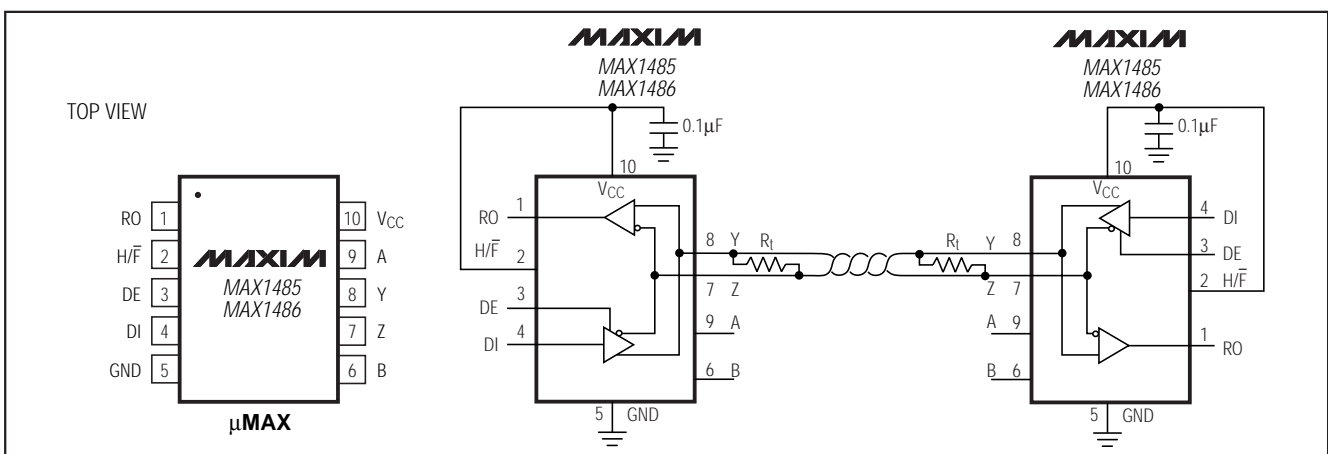 TOP VIEW
RO 1
H/F̅ 2
DE 3
DI 4
GND 5
10 VCC
9 A
8 Y
7 Z
6 B
MAXIM
MAX1485
MAX1486
µMAX
MAXIM
MAX1485
MAX1486
0.1µF
10
VCC
RO 1
H/F̅ 2
DE 3
DI 4
8 Y Rt
7 Z
9 A
6 B
5 GND
MAXIM
MAX1485
MAX1486
0.1µF
10
VCC
Rt Y 8
Z 7
A 9
B 6
4 DI
3 DE
2 H/F̅
1 RO
5 GND